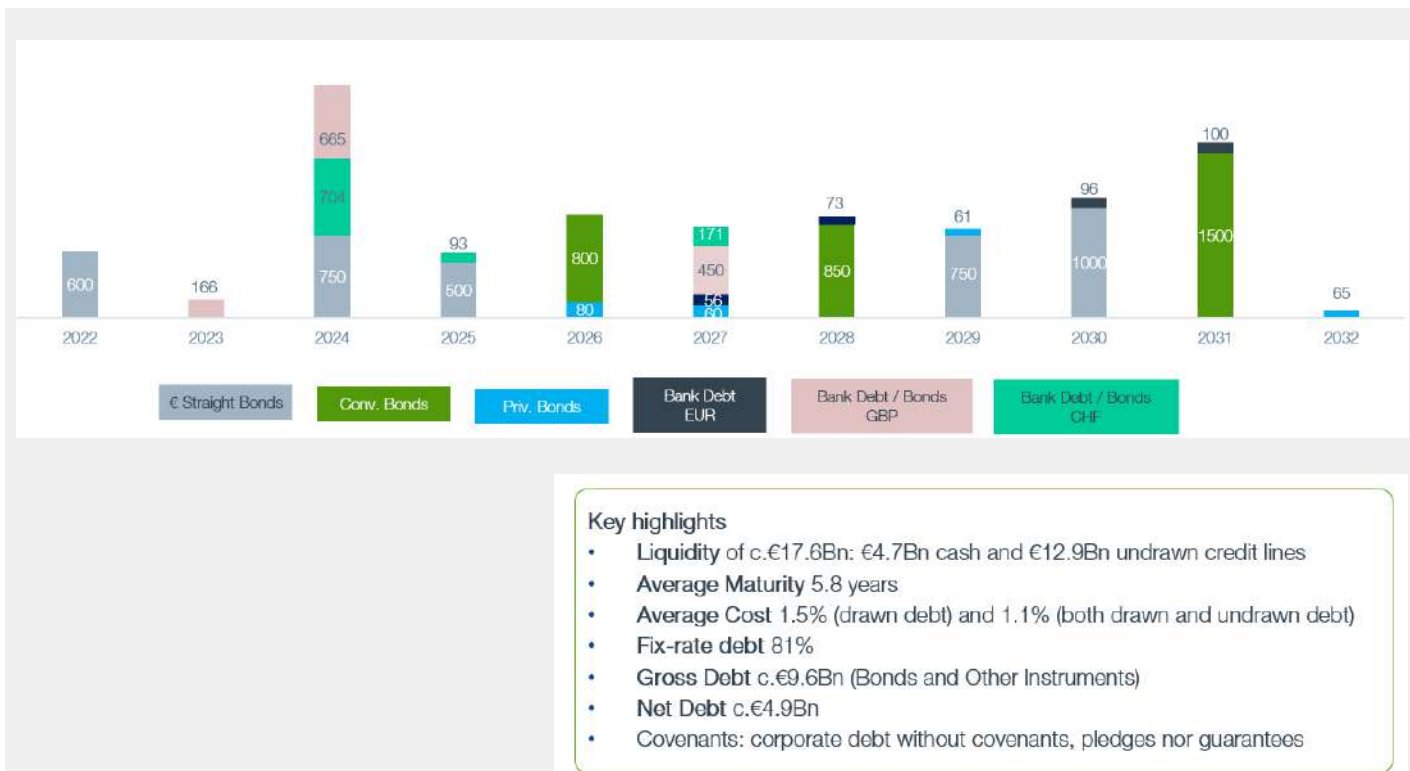 665
704
750
600
166
93
500
800
80
171
450
56
60
73
850
61
750
96
1000
100
1500
65
2022 2023 2024 2025 2026 2027 2028 2029 2030 2031 2032
€ Straight Bonds
Conv. Bonds
Priv. Bonds
Bank Debt
EUR
Bank Debt / Bonds
GBP
Bank Debt / Bonds
CHF
Key highlights
• Liquidity of c.€17.6Bn: €4.7Bn cash and €12.9Bn undrawn credit lines
• Average Maturity 5.8 years
• Average Cost 1.5% (drawn debt) and 1.1% (both drawn and undrawn debt)
• Fix-rate debt 81%
• Gross Debt c.€9.6Bn (Bonds and Other Instruments)
• Net Debt c.€4.9Bn
• Covenants: corporate debt without covenants, pledges nor guarantees